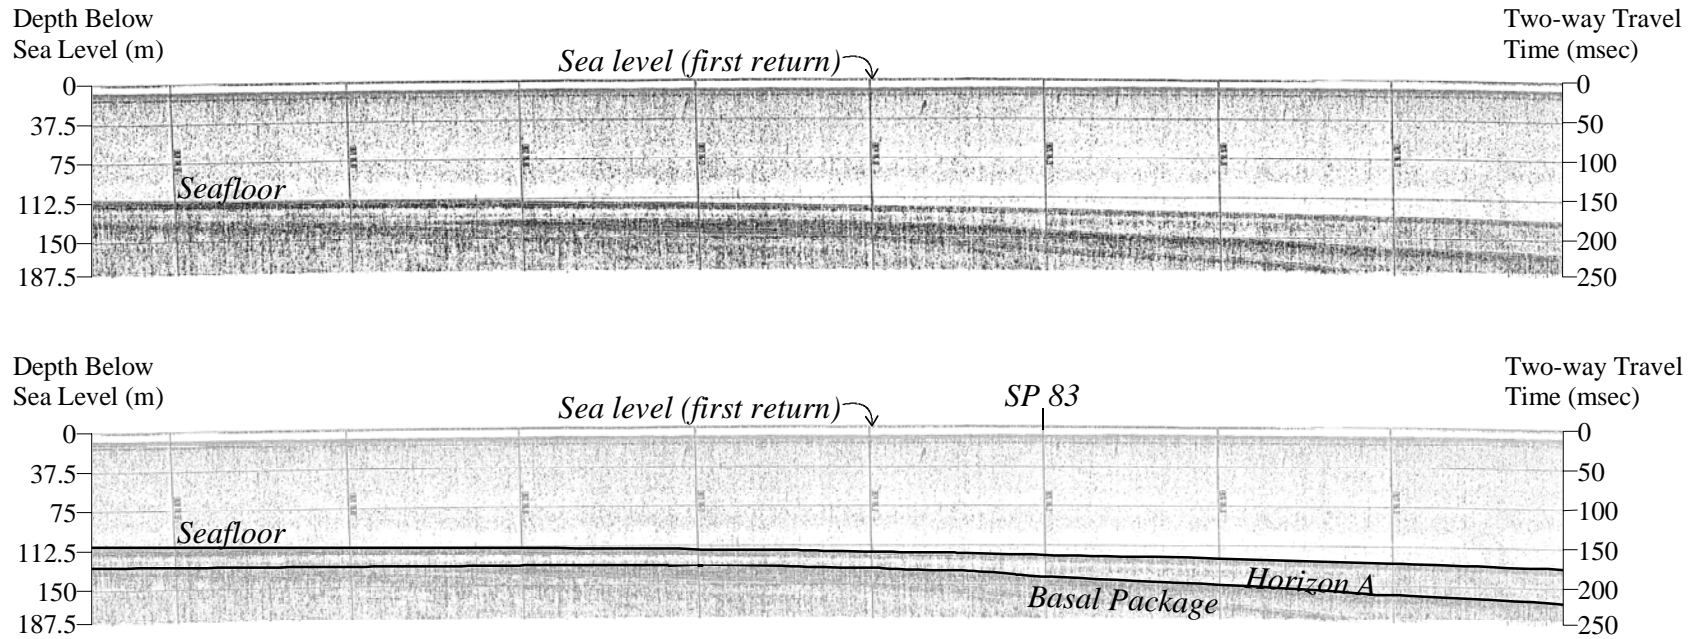 Depth Below
Sea Level (m)
Two-way Travel
Time (msec)
Sea level (first return)
0
37.5
75
112.5
150
187.5
Seafloor
0
50
100
150
200
250
Depth Below
Sea Level (m)
Two-way Travel
Time (msec)
SP 83
Sea level (first return)
0
37.5
75
112.5
150
187.5
Seafloor
Horizon A
Basal Package
0
50
100
150
200
250